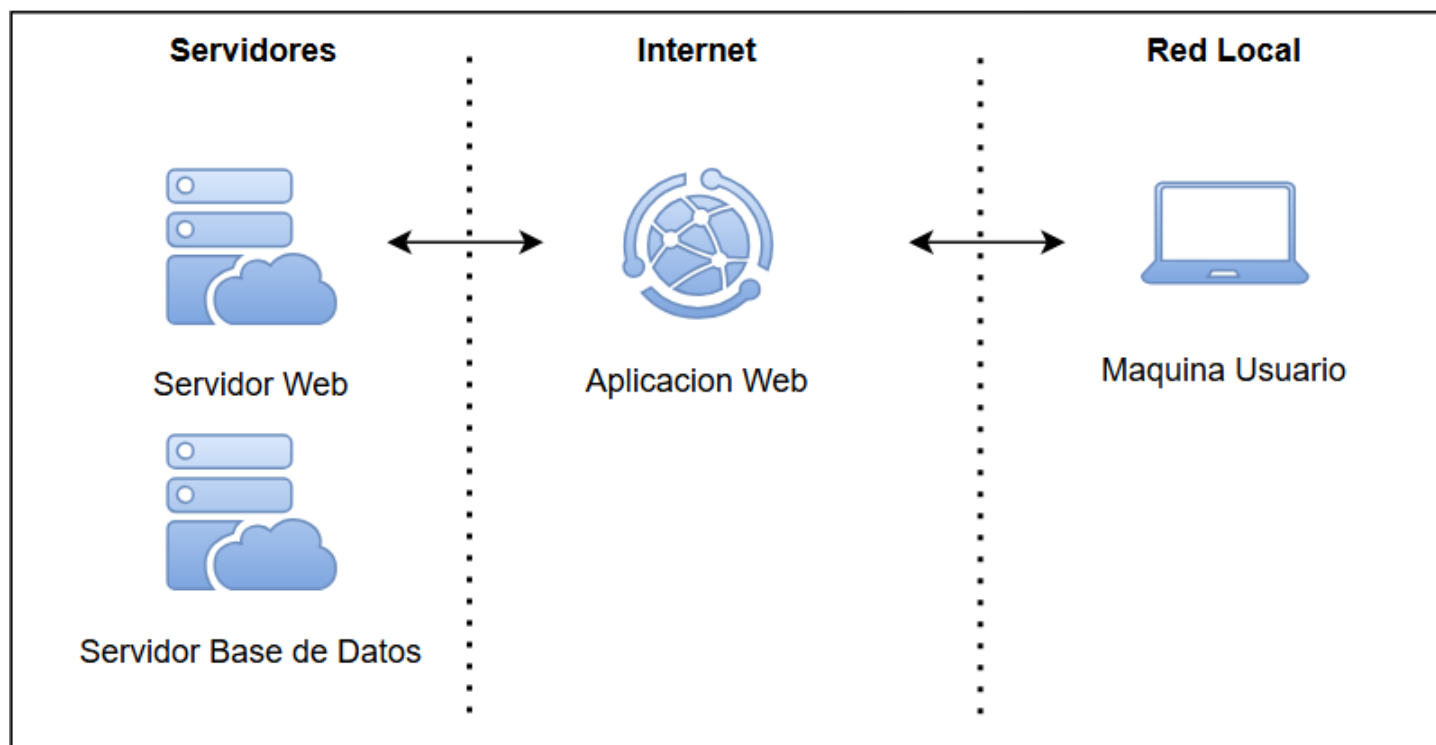 Servidores
Internet
Red Local
Servidor Web
Aplicacion Web
Maquina Usuario
Servidor Base de Datos